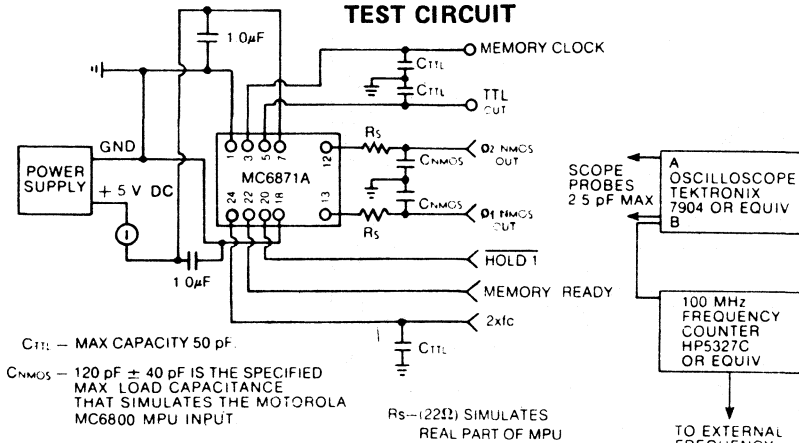 TEST CIRCUIT
1 0µF
MEMORY CLOCK
CTTL
CTTL
TTL
OUT
GND
POWER
SUPPLY
+ 5 V DC
I
1 3 5 7
12
MC6871A
24 22 20 18
13
RS
CNMOS
Ø2 NMOS
OUT
CNMOS
RS
Ø1 NMOS
OUT
1 0µF
HOLD 1
MEMORY READY
2xfc
CTTL
SCOPE
PROBES
2 5 pF MAX
A
OSCILLOSCOPE
TEKTRONIX
7904 OR EQUIV
B
100 MHz
FREQUENCY
COUNTER
HP5327C
OR EQUIV
TO EXTERNAL
FREQUENCY
CTTL — MAX CAPACITY 50 pF.
CNMOS — 120 pF ± 40 pF IS THE SPECIFIED
MAX LOAD CAPACITANCE
THAT SIMULATES THE MOTOROLA
MC6800 MPU INPUT
Rs—(22Ω) SIMULATES
REAL PART OF MPU